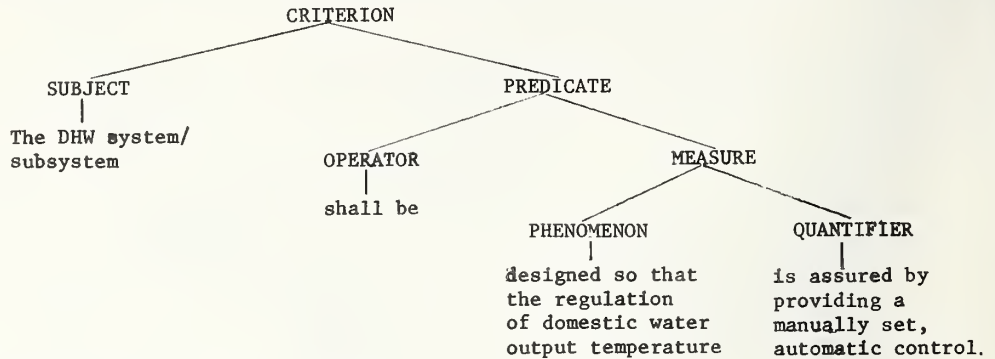 CRITERION
SUBJECT
PREDICATE
The DHW system/
subsystem
OPERATOR
MEASURE
shall be
PHENOMENON
QUANTIFIER
designed so that
the regulation
of domestic water
output temperature
is assured by
providing a
manually set,
automatic control.